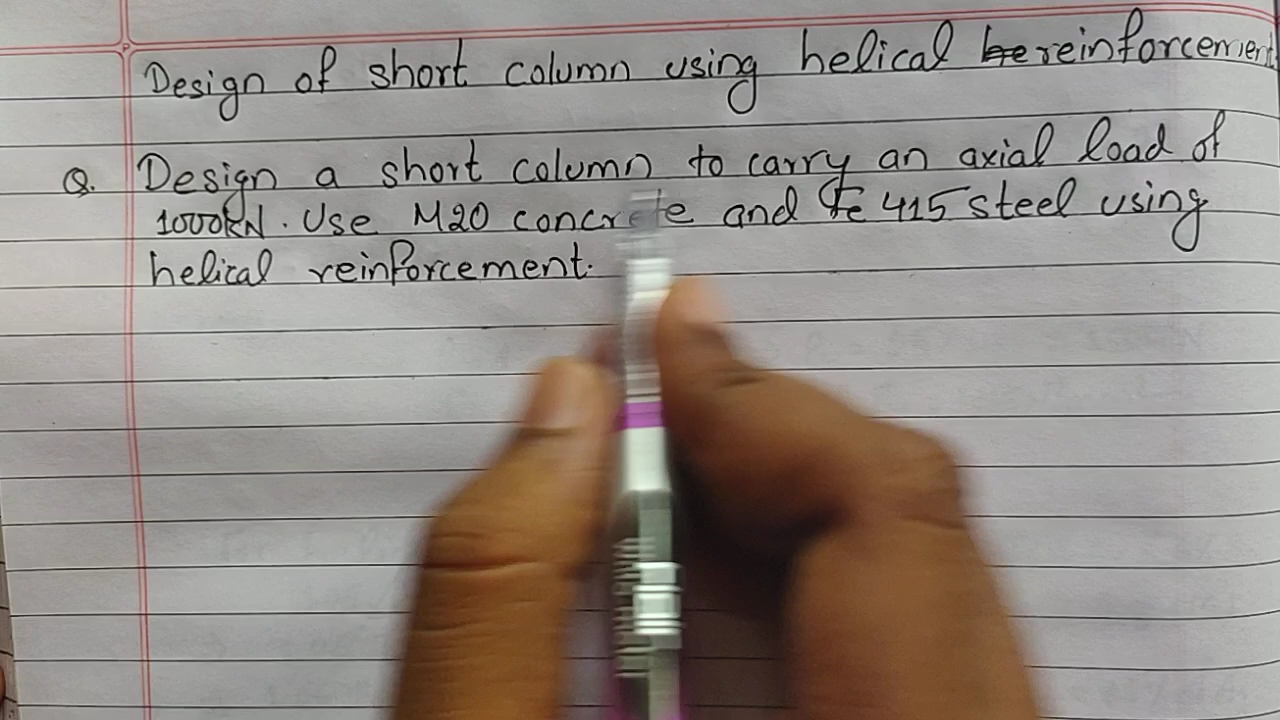 Design of short column using helical reinforcement
Q. Design a short column to carry an axial load of
1000kN. Use M20 concrete and Fe 415 steel using
helical reinforcement.